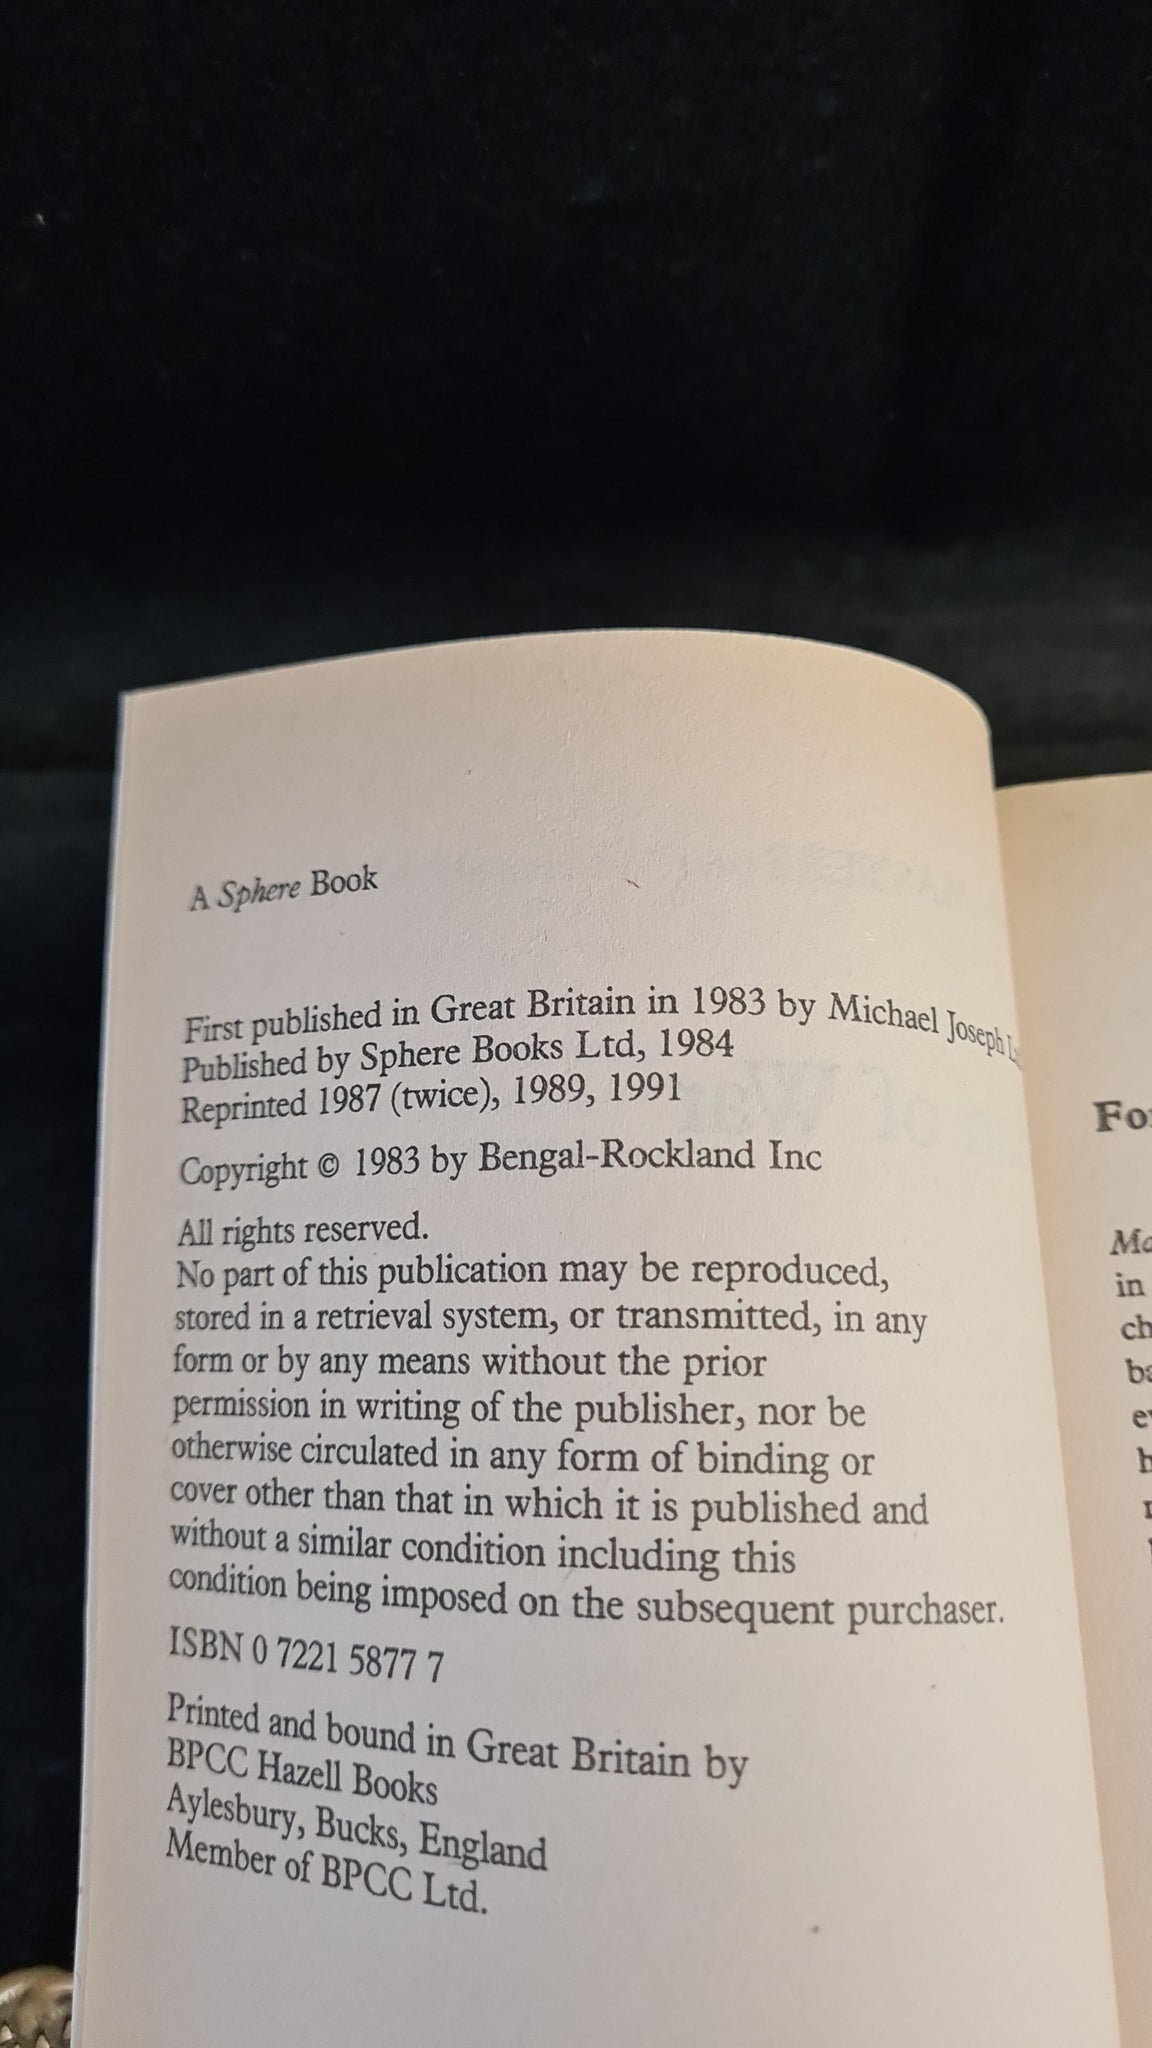 A Sphere Book
First published in Great Britain in 1983 by Michael Joseph
Published by Sphere Books Ltd, 1984
Reprinted 1987 (twice), 1989, 1991
Copyright © 1983 by Bengal-Rockland Inc
All rights reserved.
No part of this publication may be reproduced,
stored in a retrieval system, or transmitted, in any
form or by any means without the prior
permission in writing of the publisher, nor be
otherwise circulated in any form of binding or
cover other than that in which it is published and
without a similar condition including this
condition being imposed on the subsequent purchaser.
ISBN 0 7221 5877 7
Printed and bound in Great Britain by
BPCC Hazell Books
Aylesbury, Bucks, England
Member of BPCC Ltd.
in